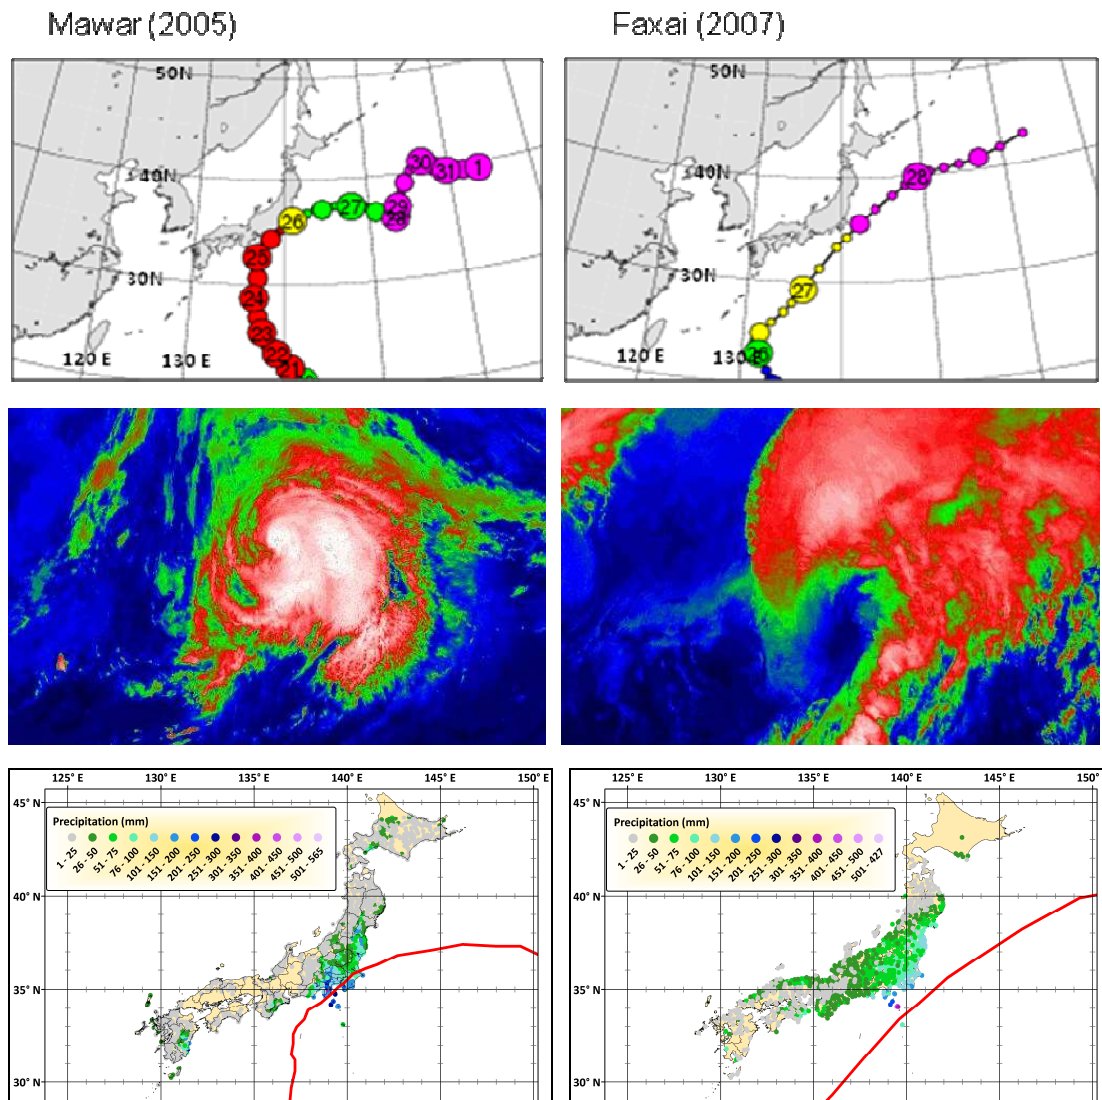 Mawar (2005)
Faxai (2007)
50N
40N
30N
120 E
130 E
21
22
23
24
25
26
27
28
29
30
31
1
50N
40N
30N
120 E
130 E
27
28
125° E
130° E
135° E
140° E
145° E
150° E
45° N
40° N
35° N
30° N
Precipitation (mm)
1 - 25
26 - 50
51 - 75
76 - 100
101 - 150
151 - 200
201 - 250
251 - 300
301 - 350
351 - 400
401 - 450
451 - 500
501 - 565
125° E
130° E
135° E
140° E
145° E
150°
45° N
40° N
35° N
30° N
Precipitation (mm)
1 - 25
26 - 50
51 - 75
76 - 100
101 - 150
151 - 200
201 - 250
251 - 300
301 - 350
351 - 400
401 - 450
451 - 500
501 - 427